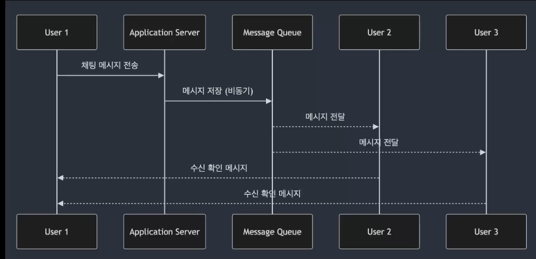 User 1
Application Server
Message Queue
User 2
User 3
채팅 메시지 전송
메시지 저장 (비동기)
메시지 전달
메시지 전달
수신 확인 메시지
수신 확인 메시지
User 1
Application Server
Message Queue
User 2
User 3